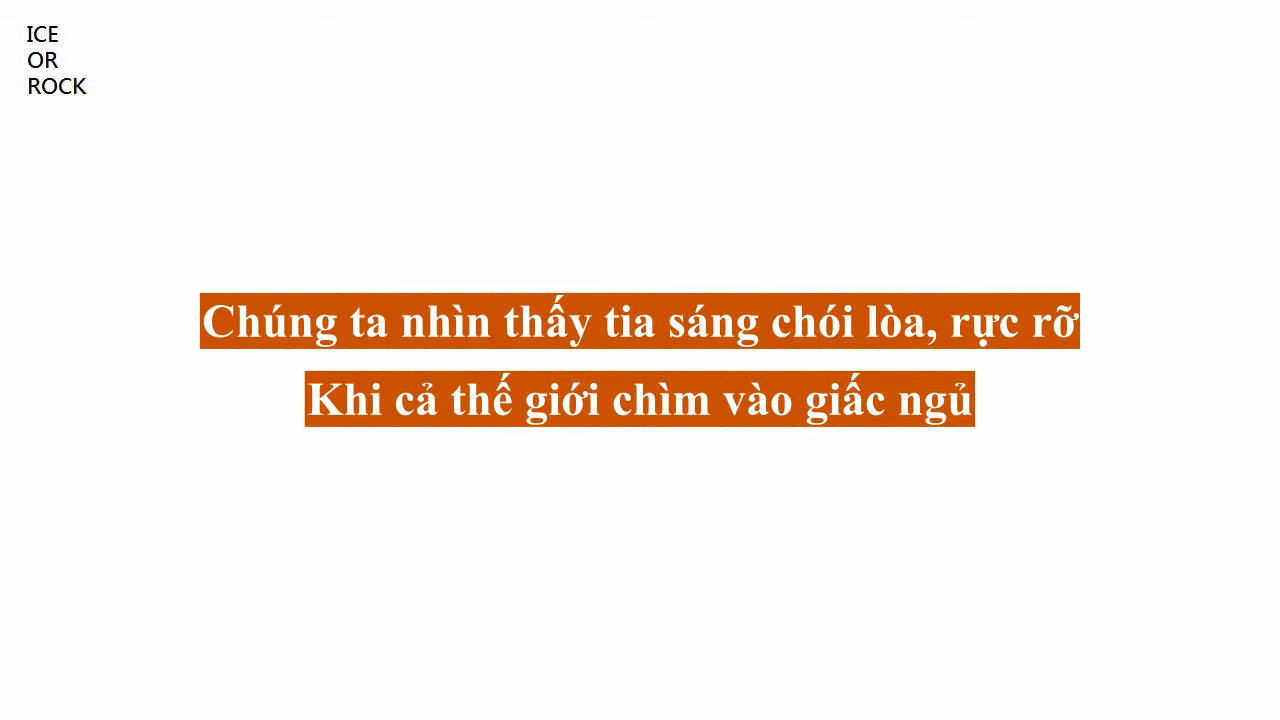 ICE
OR
ROCK
Chúng ta nhìn thấy tia sáng chói lòa, rực rỡ
Khi cả thế giới chìm vào giấc ngủ